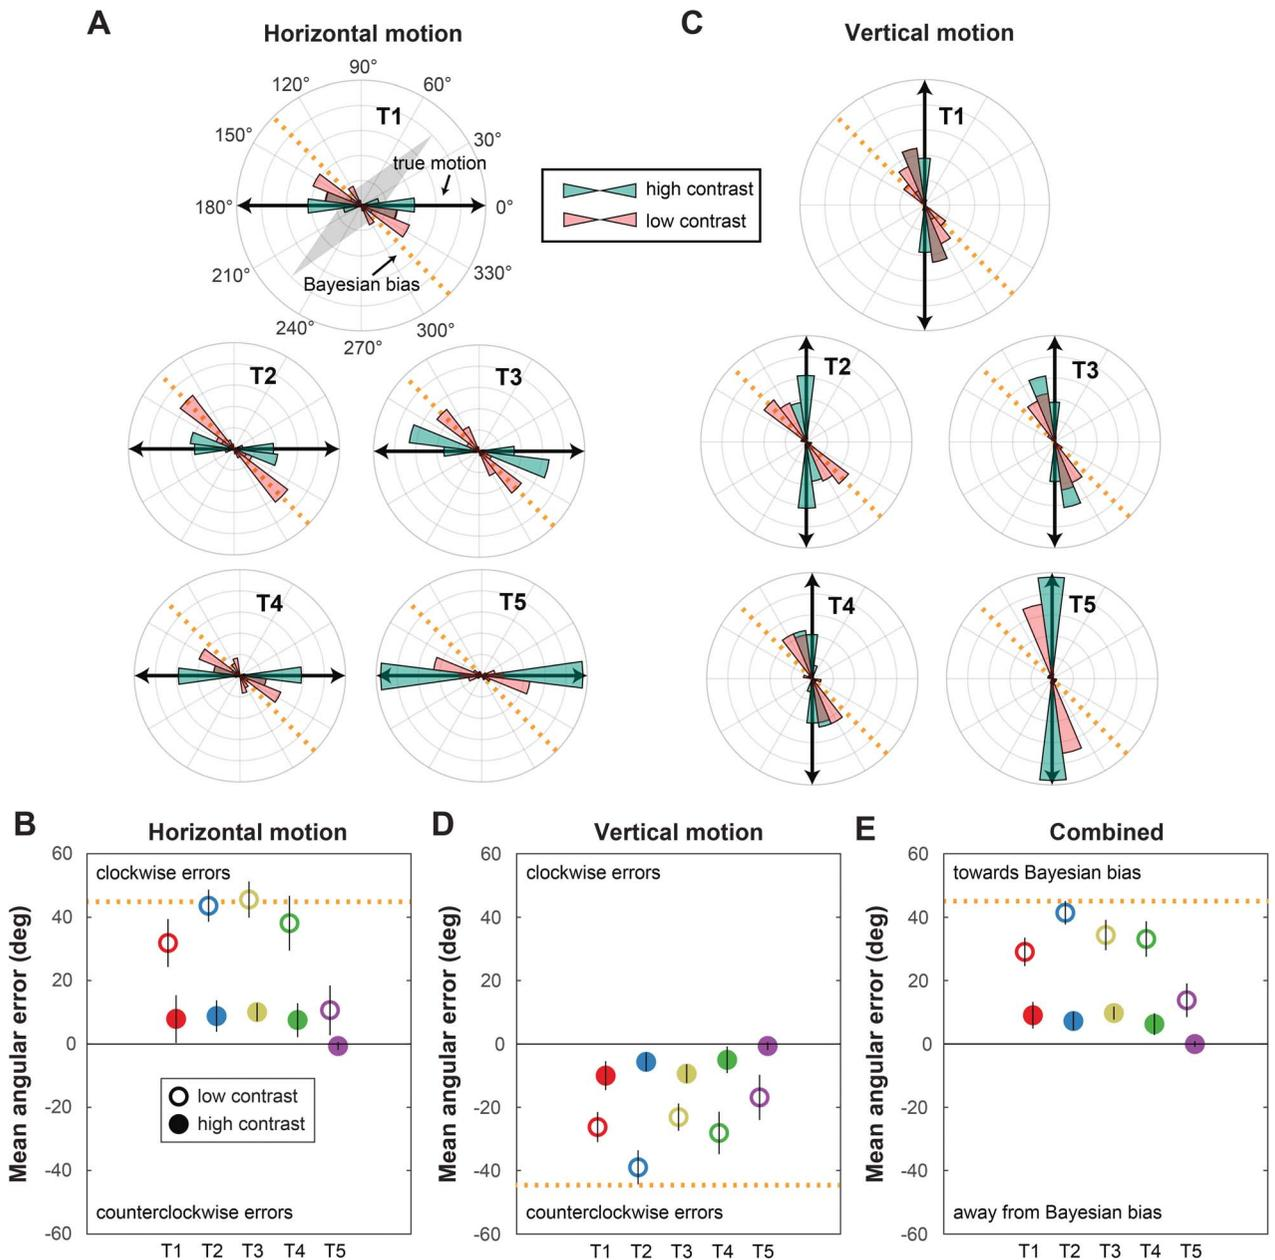 A
Horizontal motion
90°
120°
60°
T1
150°
30°
true motion
180°
0°
210°
330°
Bayesian bias
240°
300°
270°
T2
T3
T4
T5
high contrast
low contrast
C
Vertical motion
T1
T2
T3
T4
T5
B
Horizontal motion
Mean angular error (deg)
60
40
20
0
-20
-40
-60
clockwise errors
low contrast
high contrast
counterclockwise errors
T1 T2 T3 T4 T5
D
Vertical motion
Mean angular error (deg)
60
40
20
0
-20
-40
-60
clockwise errors
counterclockwise errors
T1 T2 T3 T4 T5
E
Combined
Mean angular error (deg)
60
40
20
0
-20
-40
-60
towards Bayesian bias
away from Bayesian bias
T1 T2 T3 T4 T5